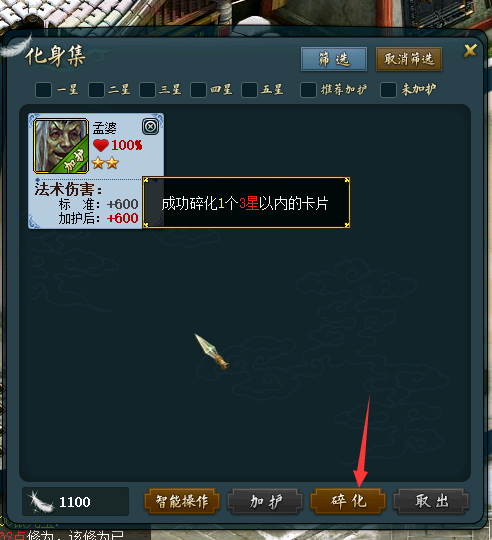 化身集
筛选 取消筛选
一星 二星 三星 四星 五星 推荐加护 未加护
孟婆
100%
加护
法术伤害：
标 准：+600
加护后：+600
成功碎化1个3星以内的卡片
1100 智能操作 加护 碎化 取出
修为，该修为已